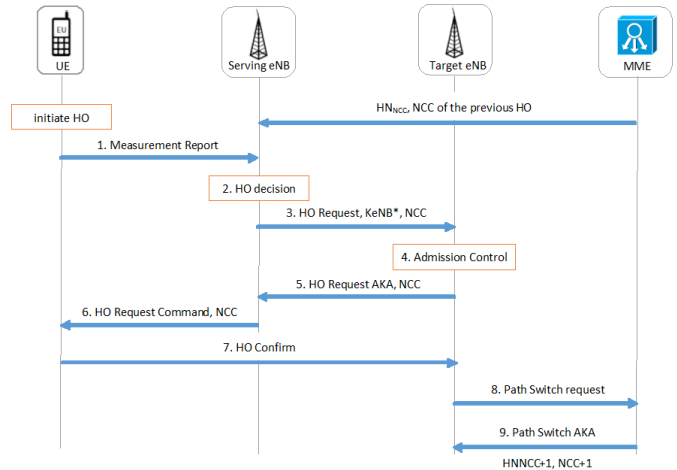 EU
UE
Serving eNB
Target eNB
MME
HN_NCC, NCC of the previous HO
initiate HO
1. Measurement Report
2. HO decision
3. HO Request, KeNB*, NCC
4. Admission Control
5. HO Request AKA, NCC
6. HO Request Command, NCC
7. HO Confirm
8. Path Switch request
9. Path Switch AKA
HNNCC+1, NCC+1